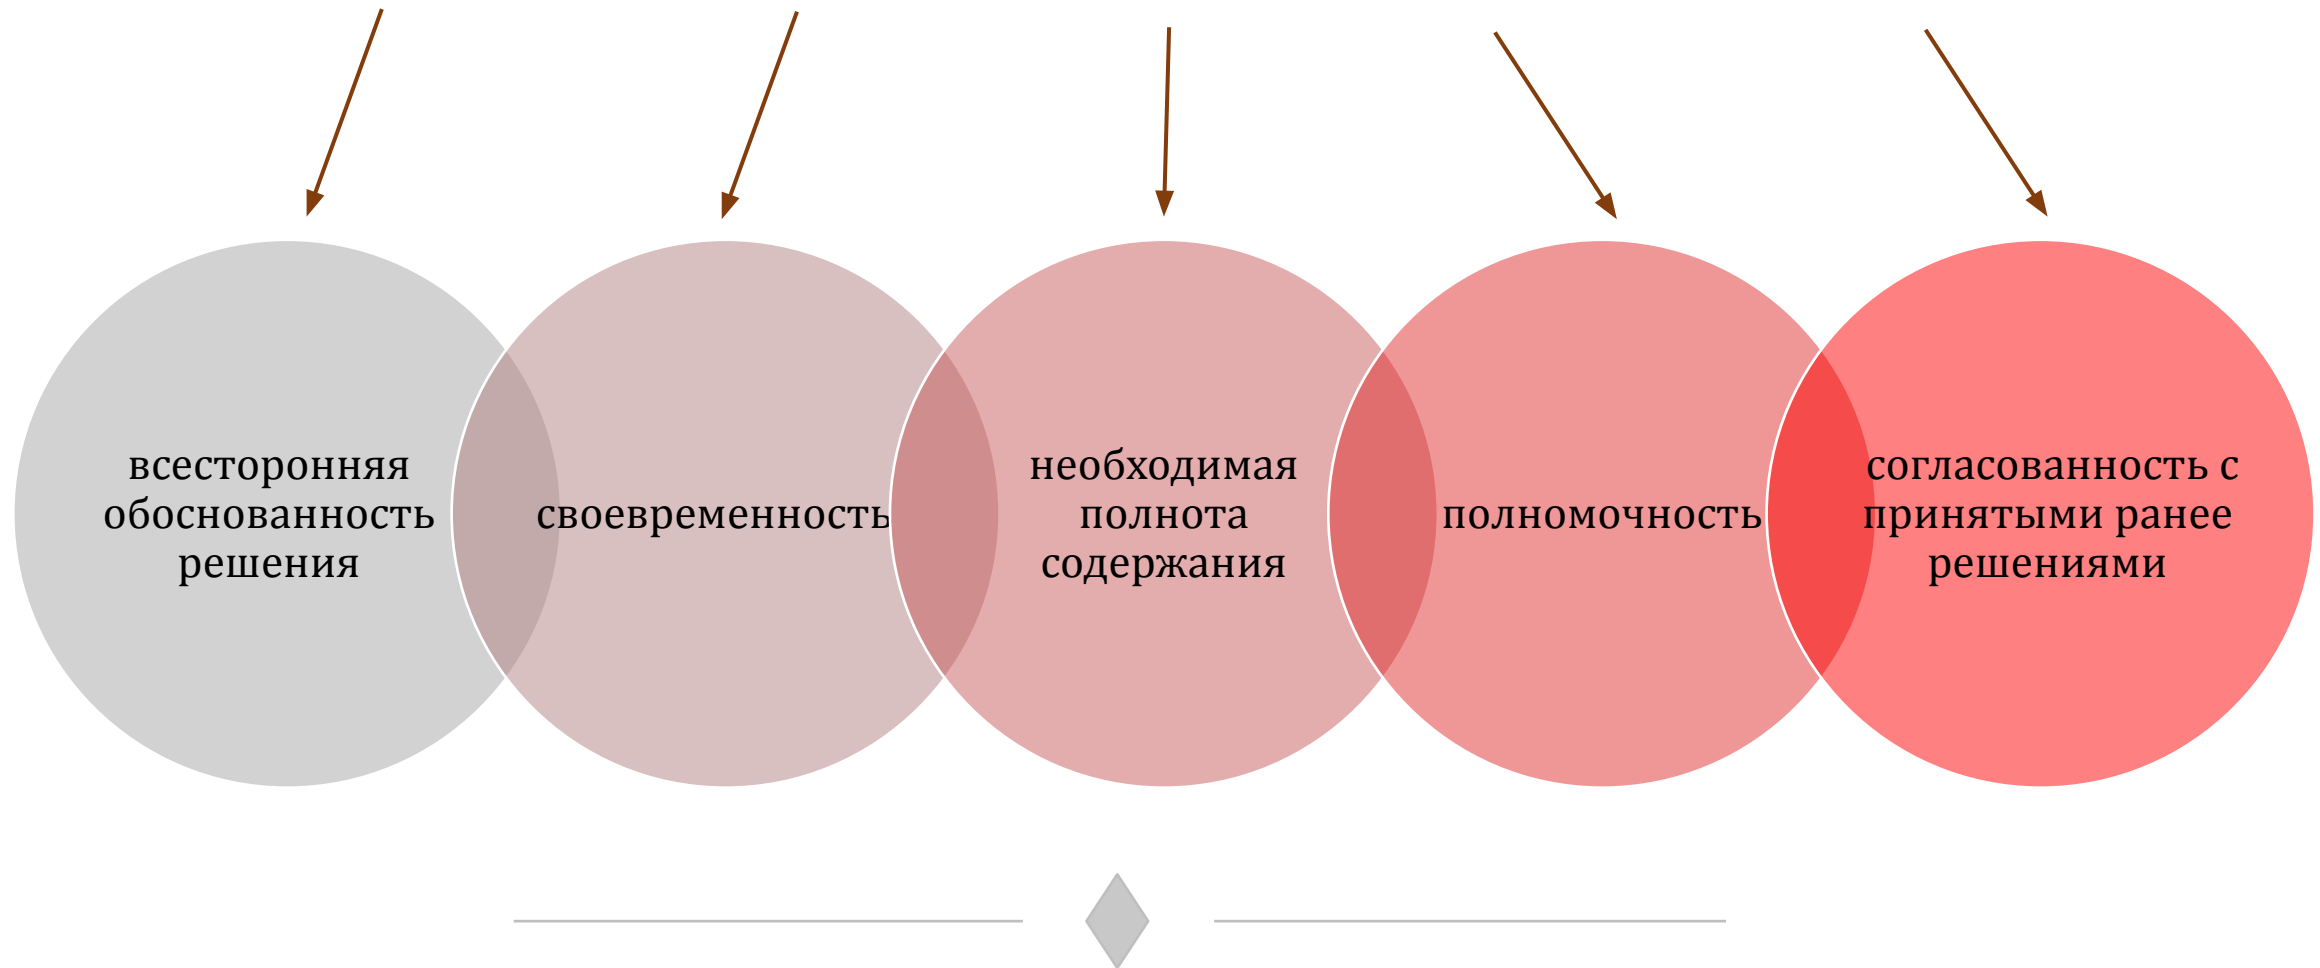 всесторонняя
обоснованность
решения
своевременность
необходимая
полнота
содержания
полномочность
согласованность с
принятыми ранее
решениями